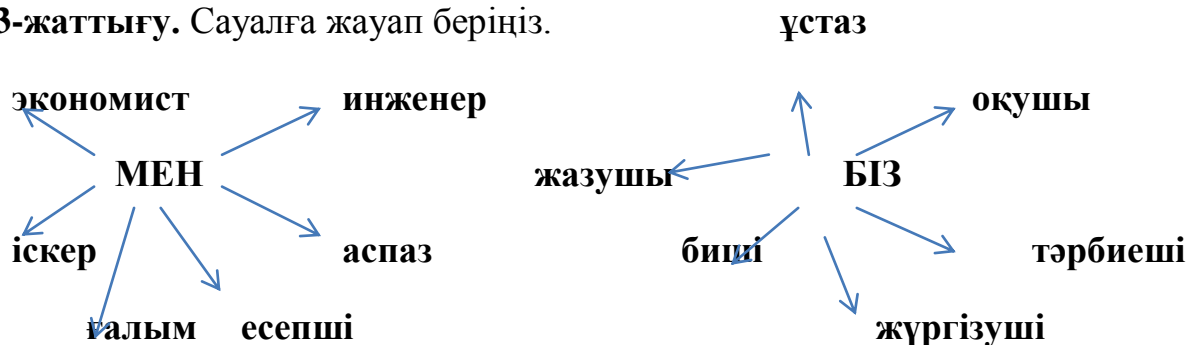 3-жаттығу. Сауалға жауап беріңіз. ұстаз
экономист инженер оқушы
МЕН жазушы БІЗ
іскер аспаз биші тәрбиеші
ғалым есепші жүргізуші